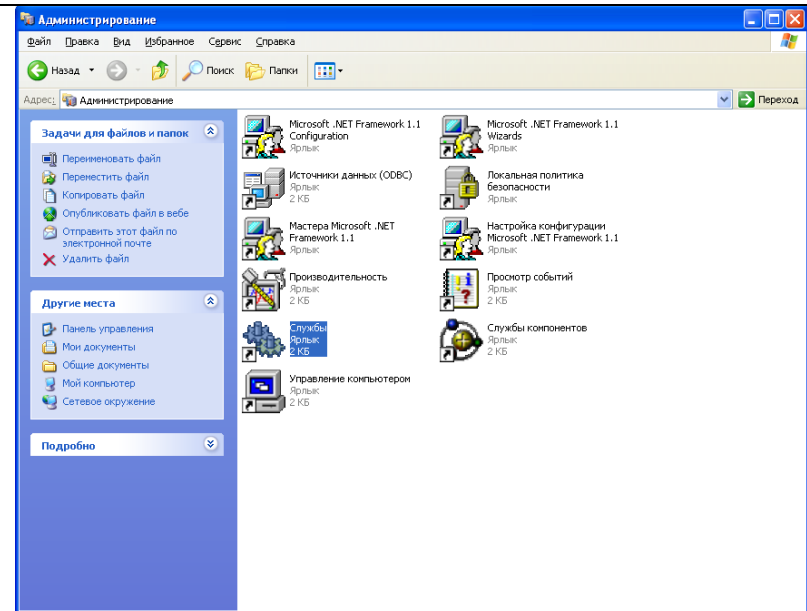 Администрирование
Файл Правка Вид Избранное Сервис Справка
Назад Поиск Папки
Адрес: Администрирование Переход
Задачи для файлов и папок
Переименовать файл
Переместить файл
Копировать файл
Опубликовать файл в вебе
Отправить этот файл по
электронной почте
Удалить файл
Другие места
Панель управления
Мои документы
Общие документы
Мой компьютер
Сетевое окружение
Подробно
Microsoft .NET Framework 1.1
Configuration
Ярлык
Microsoft .NET Framework 1.1
Wizards
Ярлык
Источники данных (ODBC)
Ярлык
2 КБ
Локальная политика
безопасности
Ярлык
Мастера Microsoft .NET
Framework 1.1
Ярлык
Настройка конфигурации
Microsoft .NET Framework 1.1
Ярлык
Производительность
Ярлык
2 КБ
Просмотр событий
Ярлык
2 КБ
Службы
Ярлык
2 КБ
Службы компонентов
Ярлык
2 КБ
Управление компьютером
Ярлык
2 КБ